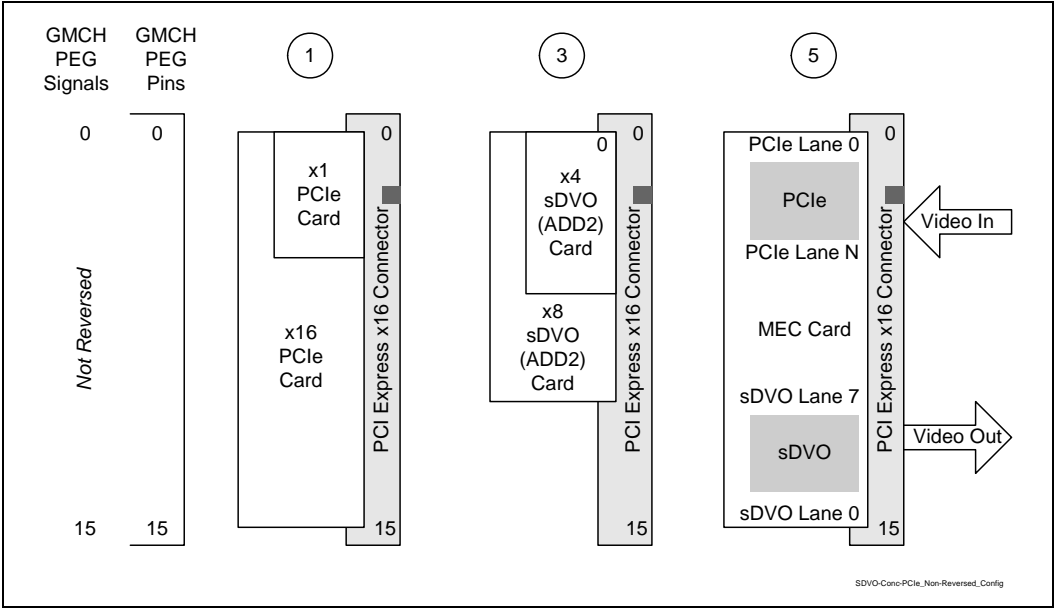 GMCH
PEG
Signals
GMCH
PEG
Pins
1
3
5
0
0
0
0
0
0
Not Reversed
15
15
15
15
15
x1
PCIe
Card
x16
PCIe
Card
PCI Express x16 Connector
x4
sDVO
(ADD2)
Card
x8
sDVO
(ADD2)
Card
PCI Express x16 Connector
PCIe Lane 0
PCIe
PCIe Lane N
MEC Card
sDVO Lane 7
sDVO
sDVO Lane 0
PCI Express x16 Connector
Video In
Video Out
SDVO-Conc-PCIe_Non-Reversed_Config